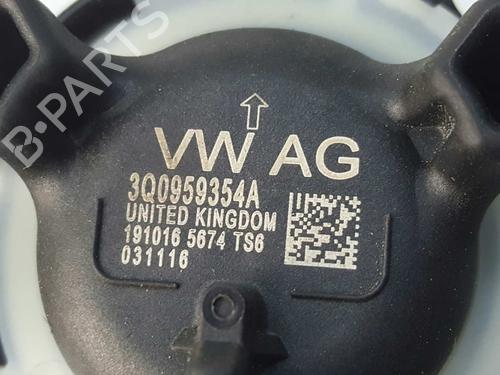 B-PARTS
VW AG
3Q0959354A
UNITED KINGDOM
191016 5674 TS6
031116